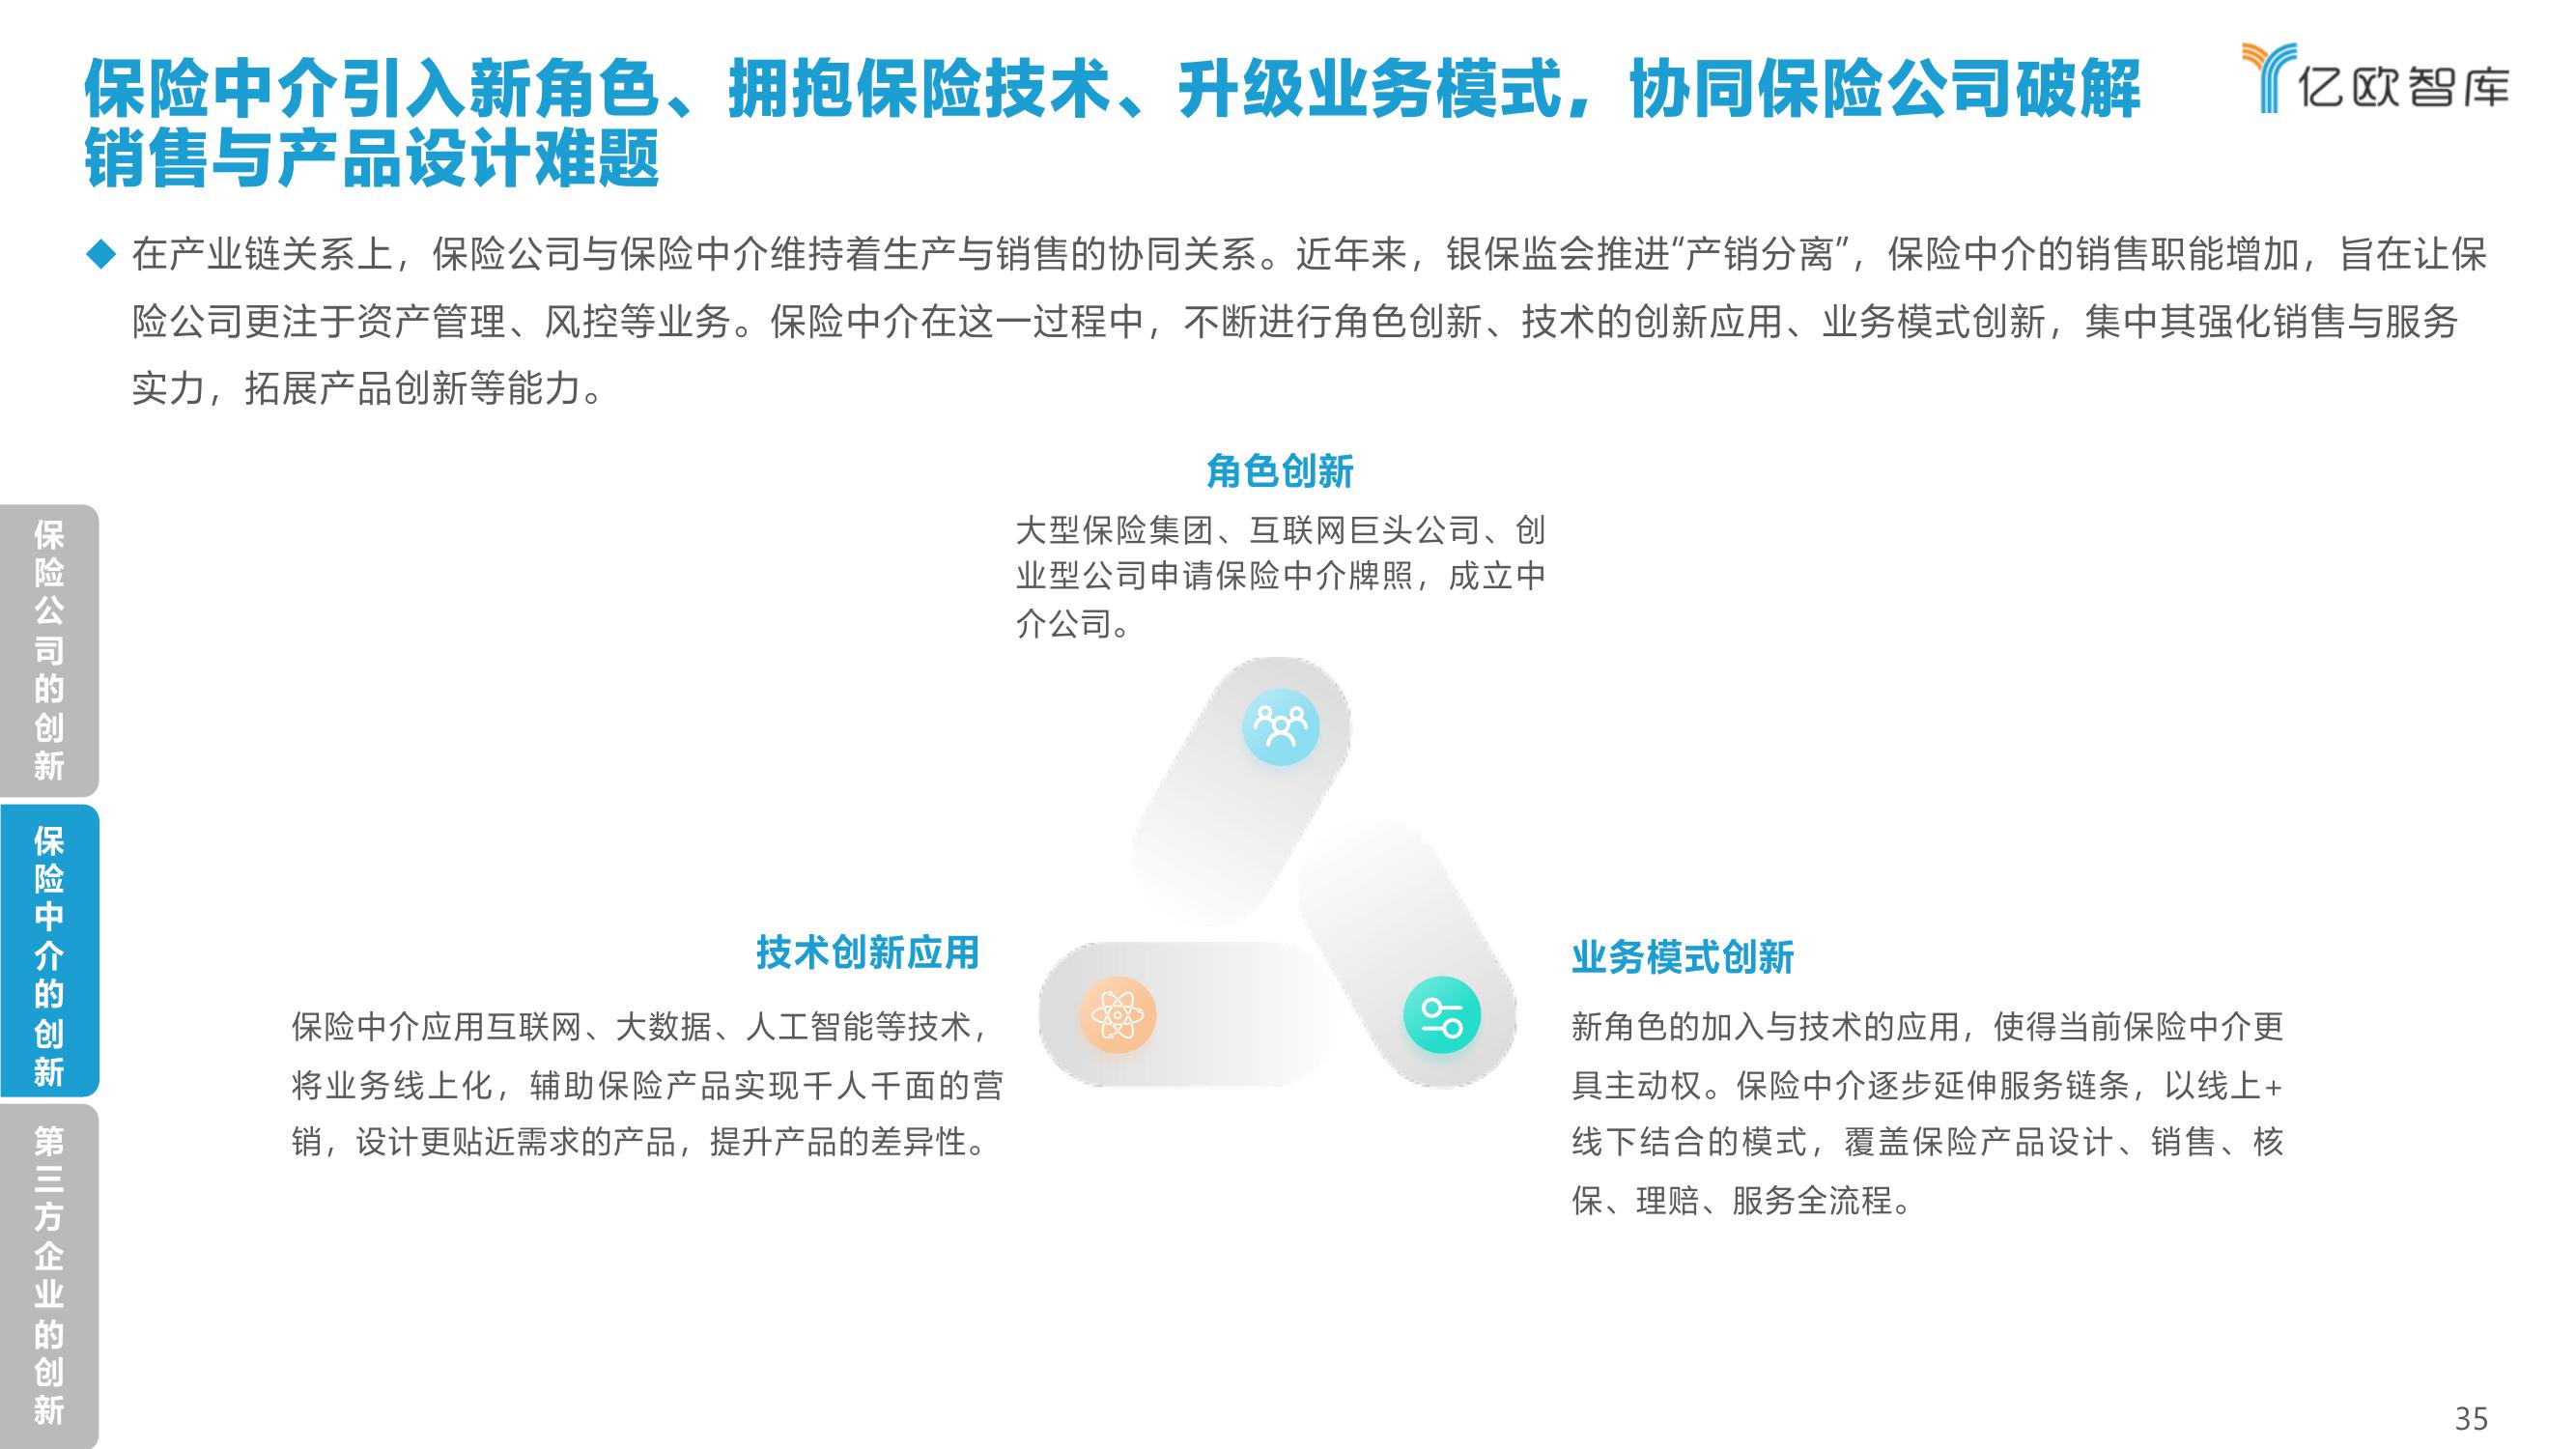 保险中介引入新角色、拥抱保险技术、升级业务模式，协同保险公司破解
销售与产品设计难题
亿欧智库
在产业链关系上，保险公司与保险中介维持着生产与销售的协同关系。近年来，银保监会推进“产销分离”，保险中介的销售职能增加，旨在让保
险公司更注于资产管理、风控等业务。保险中介在这一过程中，不断进行角色创新、技术的创新应用、业务模式创新，集中其强化销售与服务
实力，拓展产品创新等能力。
角色创新
大型保险集团、互联网巨头公司、创
业型公司申请保险中介牌照，成立中
介公司。
保险公司的创新
保险中介的创新
第三方企业的创新
技术创新应用
保险中介应用互联网、大数据、人工智能等技术，
将业务线上化，辅助保险产品实现千人千面的营
销，设计更贴近需求的产品，提升产品的差异性。
业务模式创新
新角色的加入与技术的应用，使得当前保险中介更
具主动权。保险中介逐步延伸服务链条，以线上+
线下结合的模式，覆盖保险产品设计、销售、核
保、理赔、服务全流程。
35